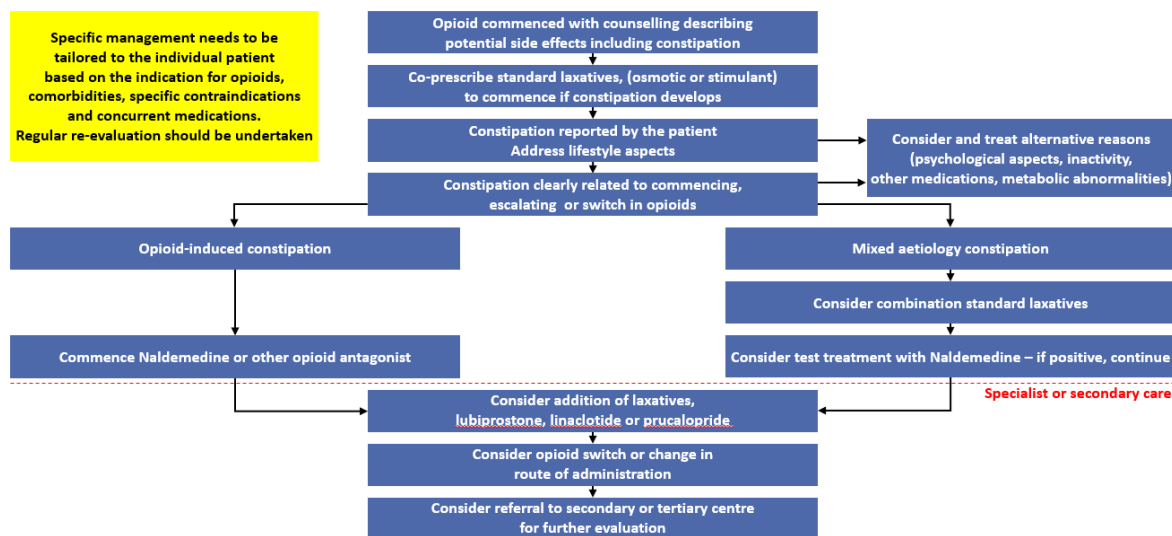 Specific management needs to be
tailored to the individual patient
based on the indication for opioids,
comorbidities, specific contraindications
and concurrent medications.
Regular re-evaluation should be undertaken
Opioid commenced with counselling describing
potential side effects including constipation
Co-prescribe standard laxatives, (osmotic or stimulant)
to commence if constipation develops
Constipation reported by the patient
Address lifestyle aspects
Consider and treat alternative reasons
(psychological aspects, inactivity,
other medications, metabolic abnormalities)
Constipation clearly related to commencing,
escalating or switch in opioids
Opioid-induced constipation
Mixed aetiology constipation
Consider combination standard laxatives
Commence Naldemedine or other opioid antagonist
Consider test treatment with Naldemedine – if positive, continue
Specialist or secondary care
Consider addition of laxatives,
lubiprostone, linaclotide or prucalopride
Consider opioid switch or change in
route of administration
Consider referral to secondary or tertiary centre
for further evaluation